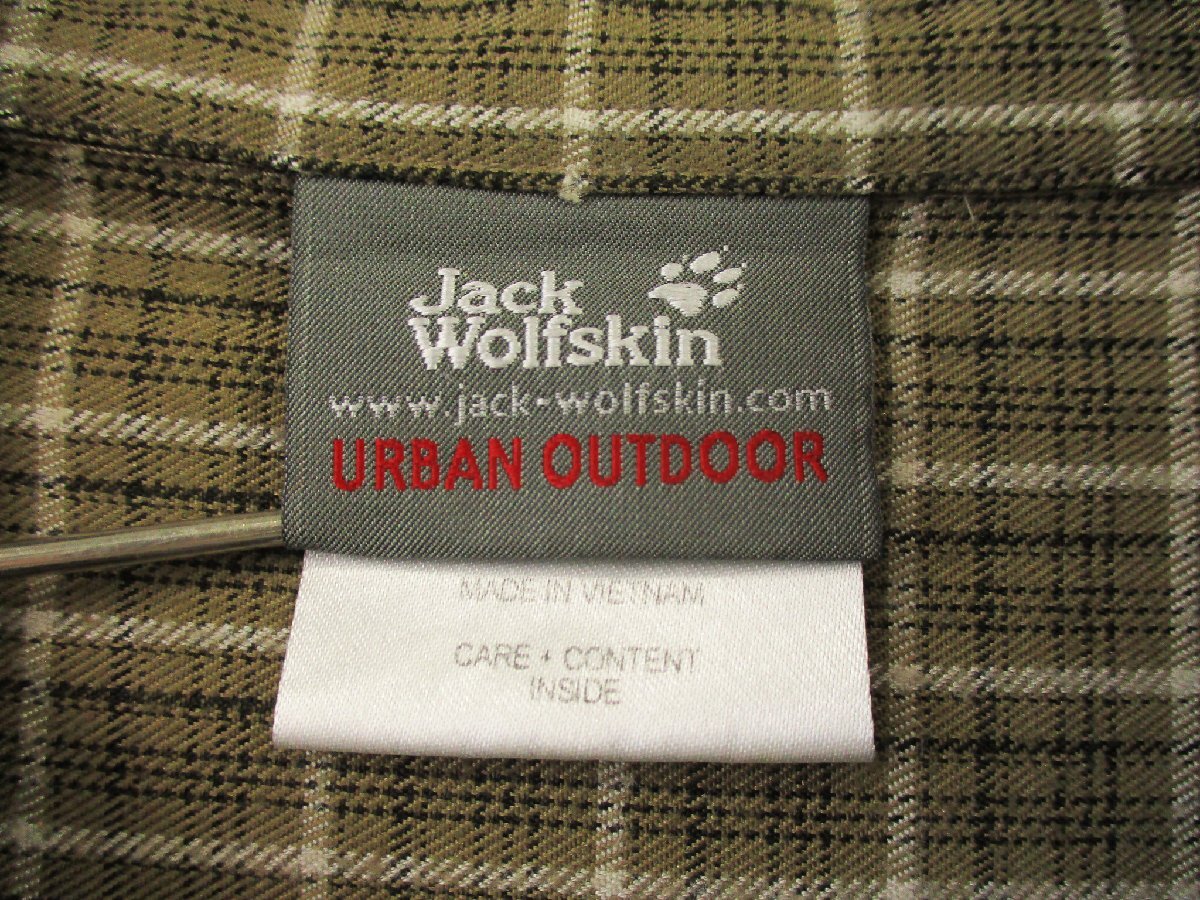 Jack
Wolfskin
www.jack-wolfskin.com
URBAN OUTDOOR
MADE IN VIETNAM
CARE + CONTENT
INSIDE